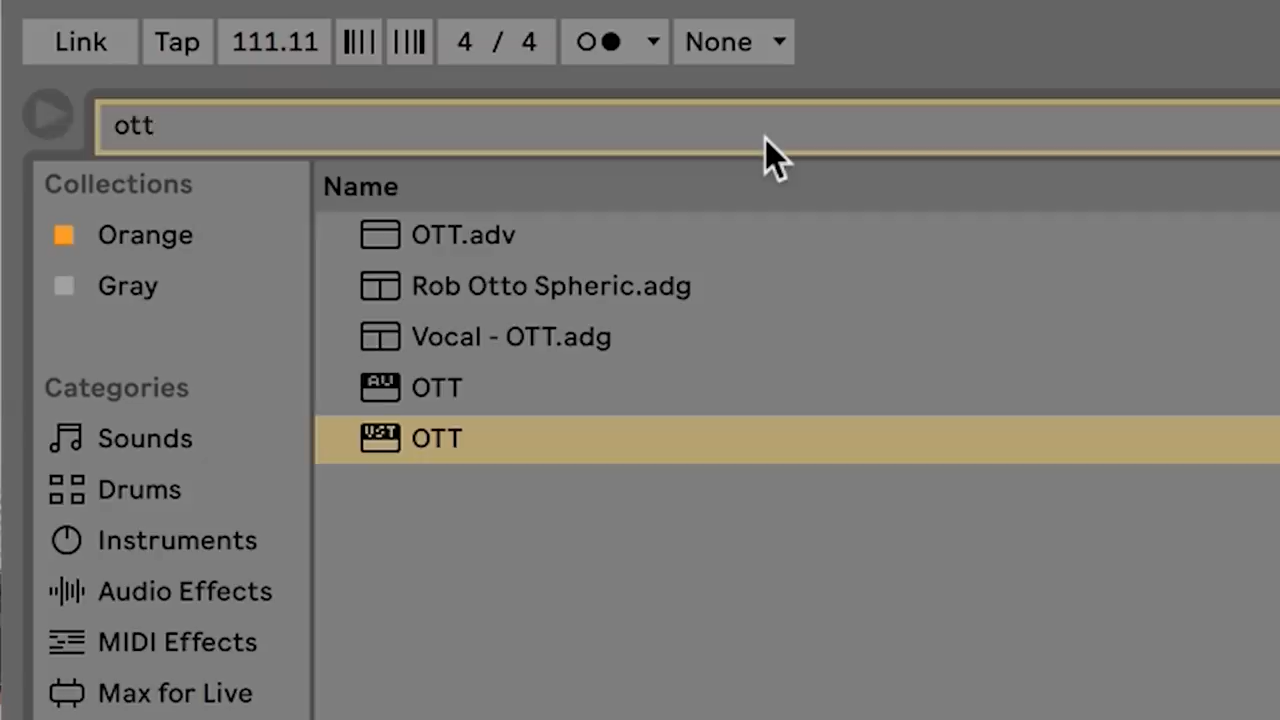 Link Tap 111.11 4 / 4 None
ott
Collections
Orange
Gray
Categories
Sounds
Drums
Instruments
Audio Effects
MIDI Effects
Max for Live
Name
OTT.adv
Rob Otto Spheric.adg
Vocal - OTT.adg
AU OTT
VST OTT